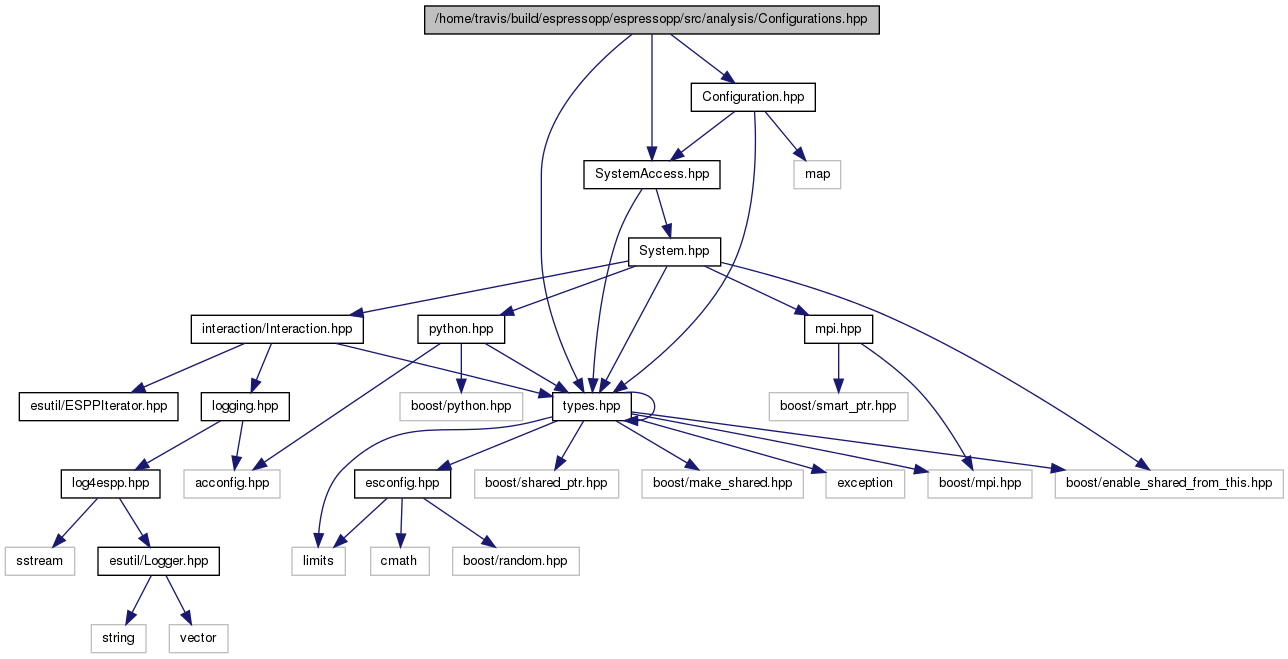 /home/travis/build/espressopp/espressopp/src/analysis/Configurations.hpp
Configuration.hpp
SystemAccess.hpp
map
System.hpp
interaction/Interaction.hpp
python.hpp
mpi.hpp
esutil/ESPPIterator.hpp
logging.hpp
boost/python.hpp
types.hpp
boost/smart_ptr.hpp
log4espp.hpp
acconfig.hpp
esconfig.hpp
boost/shared_ptr.hpp
boost/make_shared.hpp
exception
boost/mpi.hpp
boost/enable_shared_from_this.hpp
sstream
esutil/Logger.hpp
limits
cmath
boost/random.hpp
string
vector